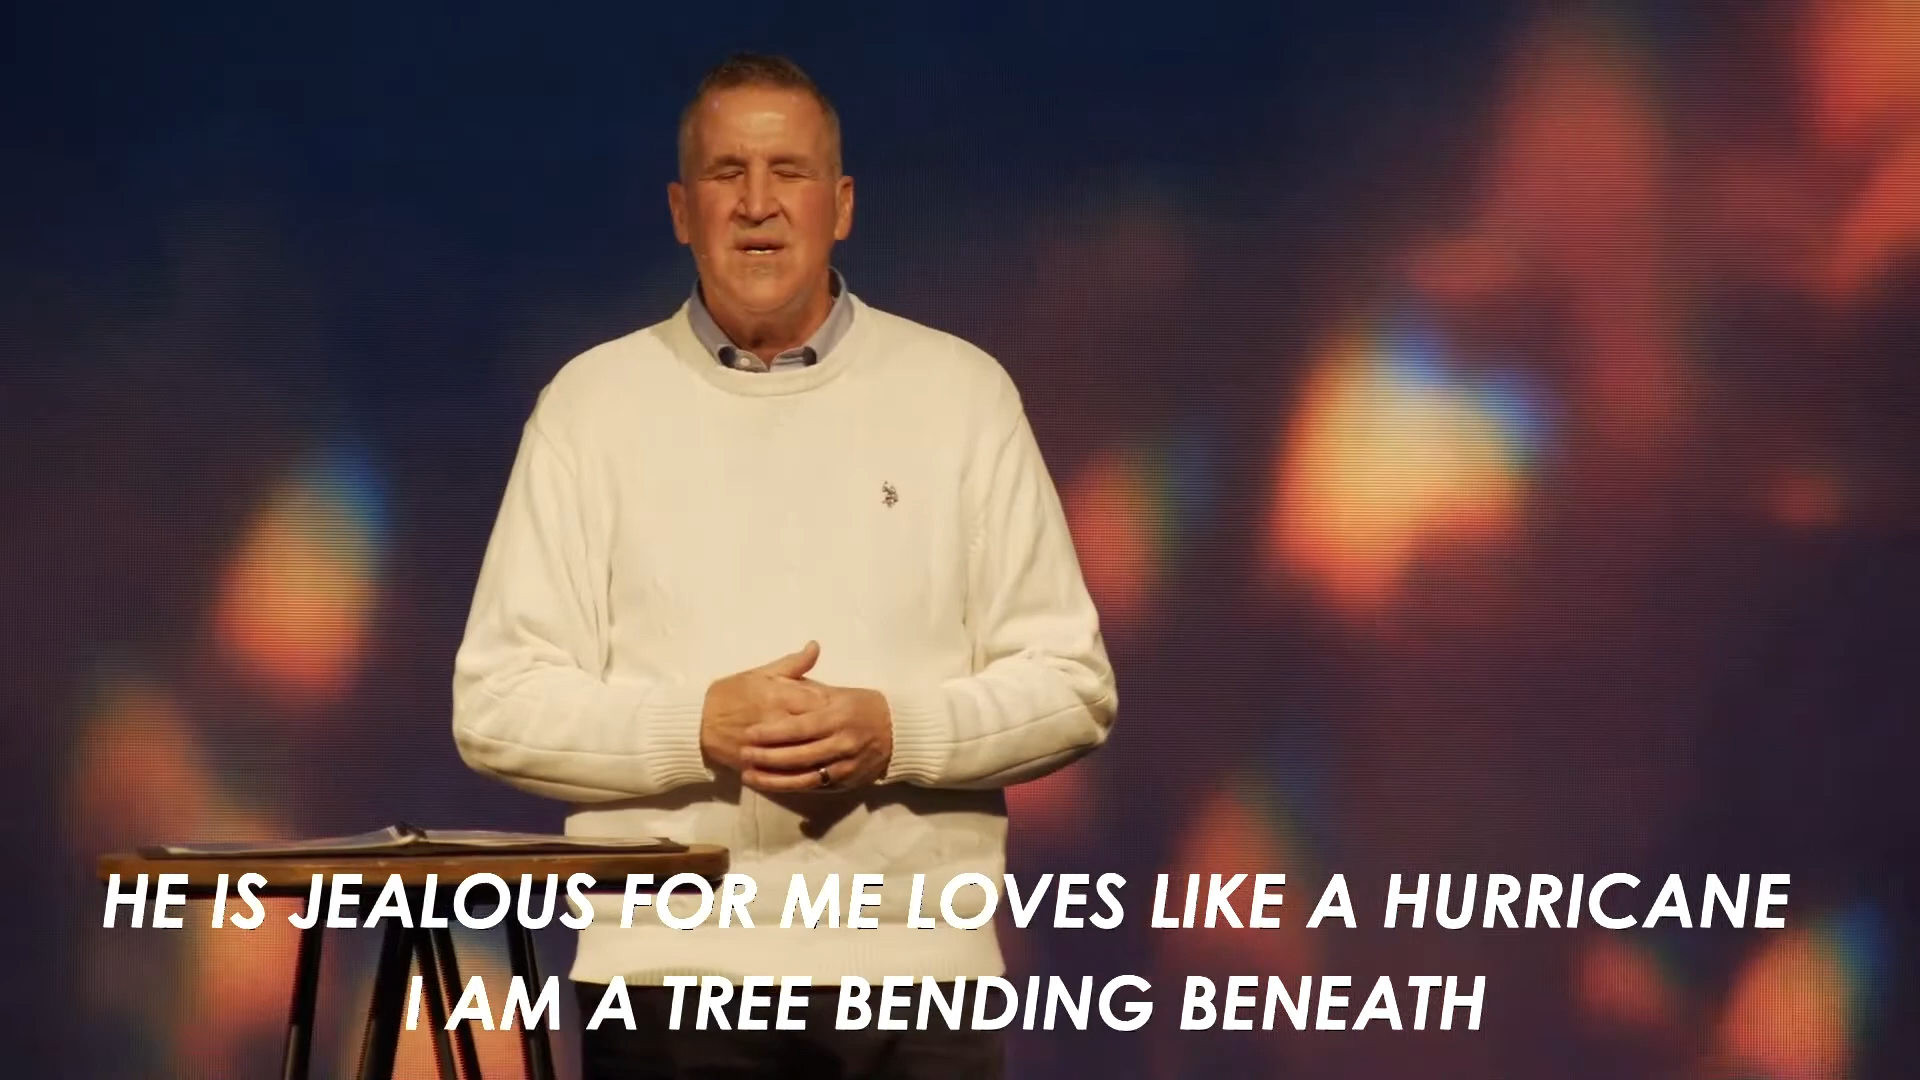 HE IS JEALOUS FOR ME LOVES LIKE A HURRICANE
I AM A TREE BENDING BENEATH